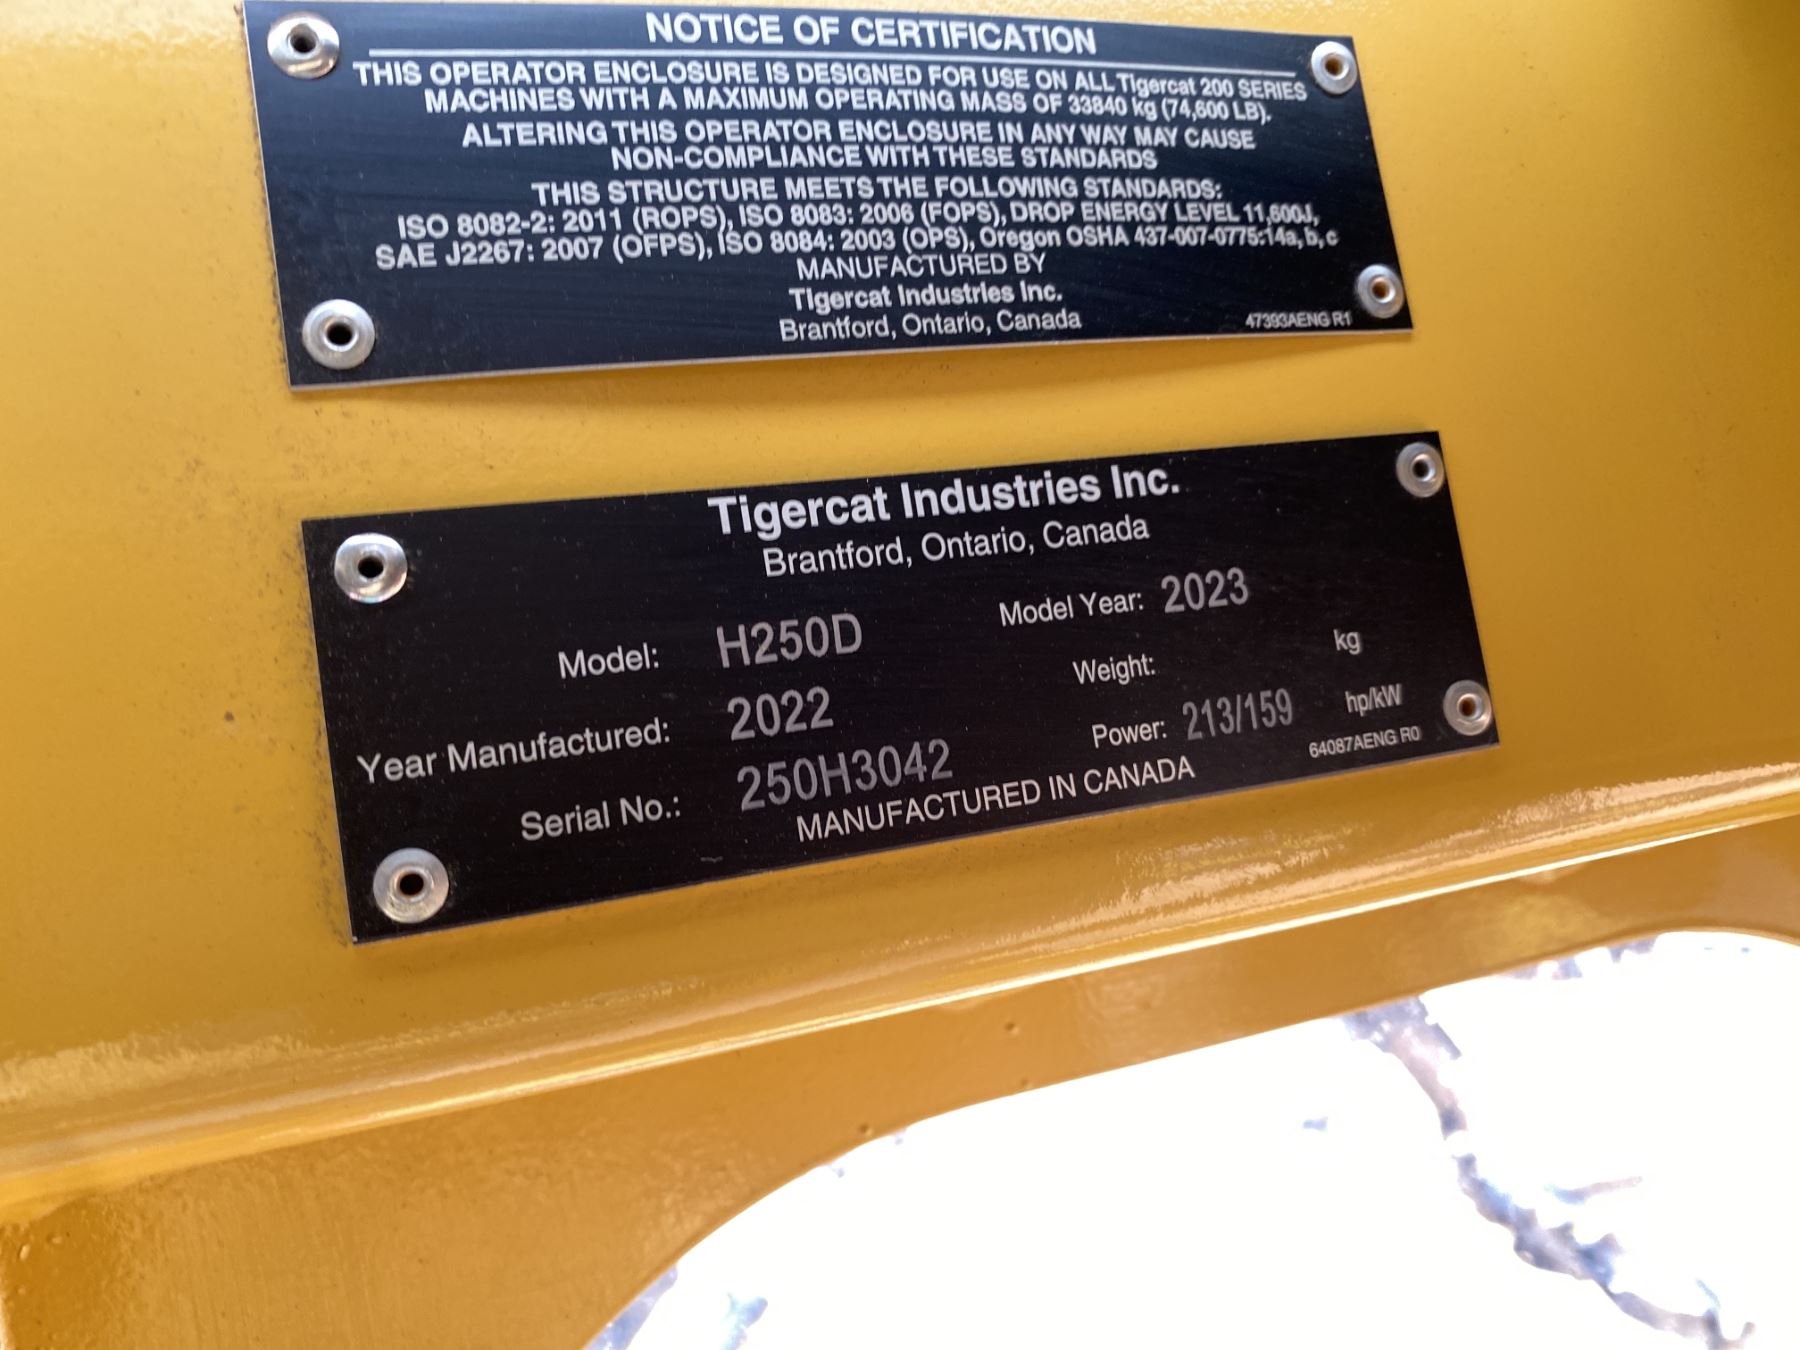 NOTICE OF CERTIFICATION
THIS OPERATOR ENCLOSURE IS DESIGNED FOR USE ON ALL Tigercat 200 SERIES
MACHINES WITH A MAXIMUM OPERATING MASS OF 33840 kg (74,600 LB).
ALTERING THIS OPERATOR ENCLOSURE IN ANY WAY MAY CAUSE
NON-COMPLIANCE WITH THESE STANDARDS
THIS STRUCTURE MEETS THE FOLLOWING STANDARDS:
ISO 8082-2: 2011 (ROPS), ISO 8083: 2006 (FOPS), DROP ENERGY LEVEL 11,600J,
SAE J2267: 2007 (OFPS), ISO 8084: 2003 (OPS), Oregon OSHA 437-007-0775:14a, b, c
MANUFACTURED BY
Tigercat Industries Inc.
Brantford, Ontario, Canada
47393AENG R1
Tigercat Industries Inc.
Brantford, Ontario, Canada
Model: H250D Model Year: 2023
Year Manufactured: 2022 Weight: kg
Serial No.: 250H3042 Power: 213/159 hp/kW
MANUFACTURED IN CANADA
64087AENG R0